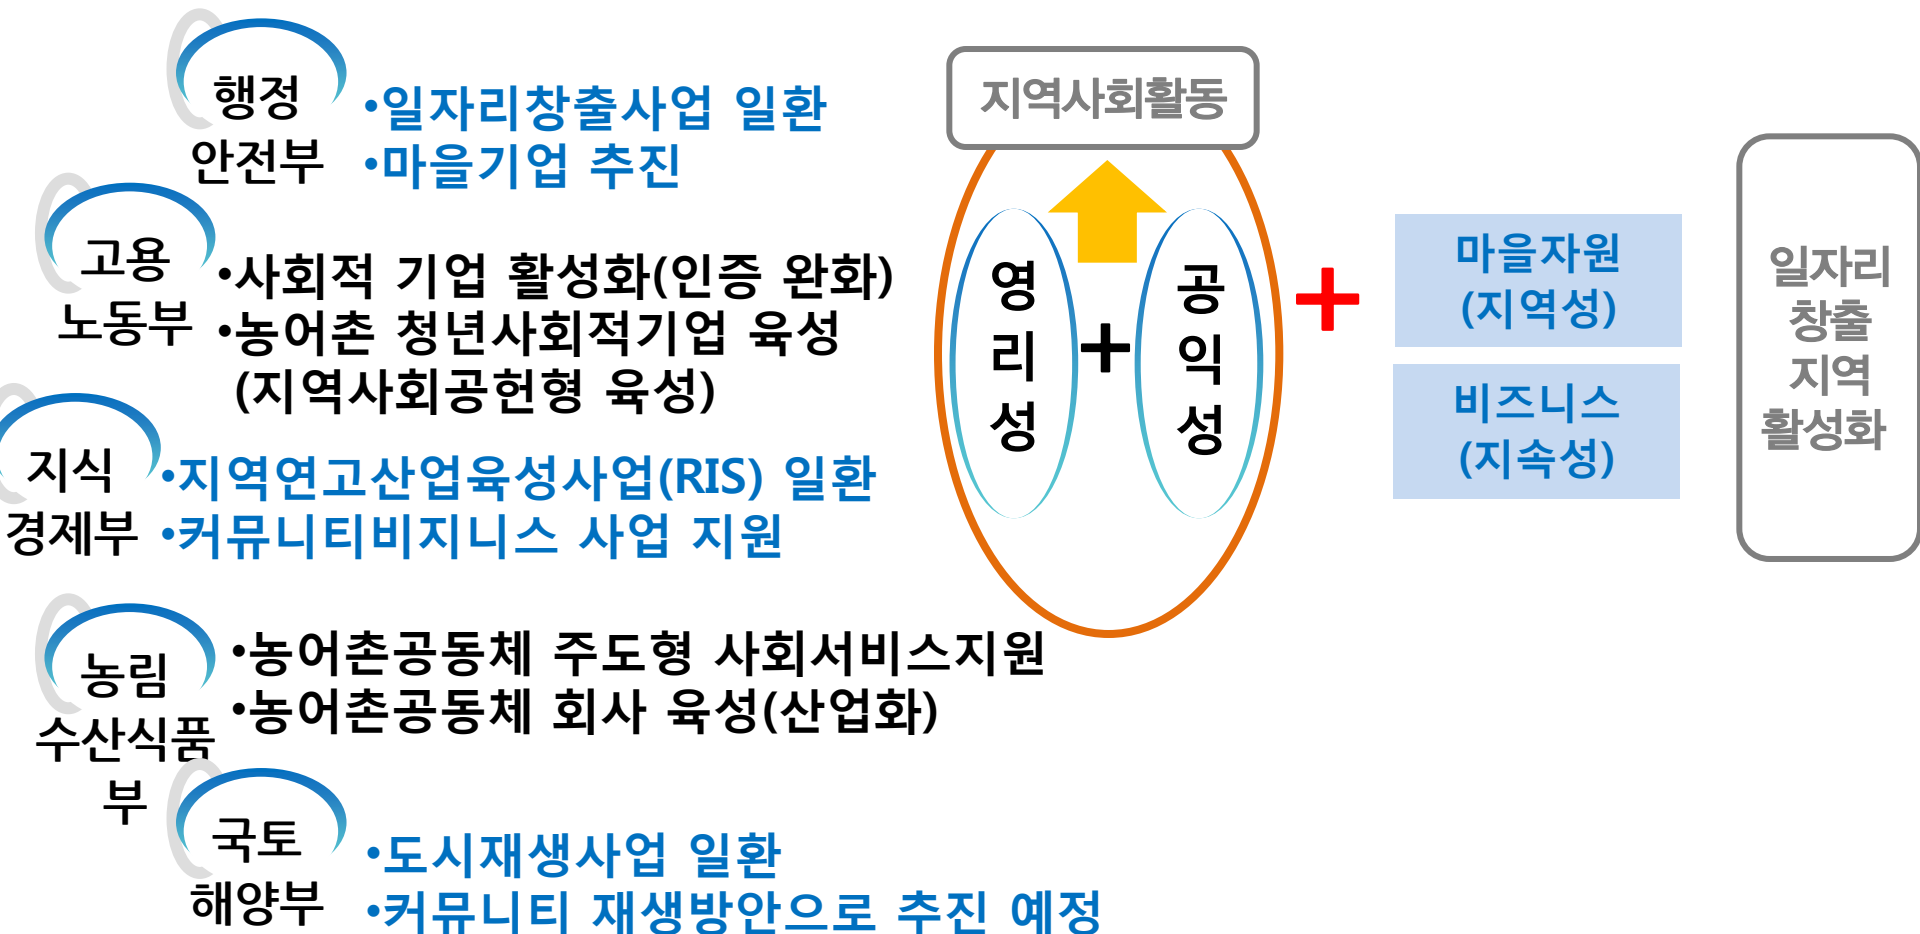 행정
안전부
•일자리창출사업 일환
•마을기업 추진
고용
노동부
•사회적 기업 활성화(인증 완화)
•농어촌 청년사회적기업 육성
(지역사회공헌형 육성)
지식
경제부
•지역연고산업육성사업(RIS) 일환
•커뮤니티비지니스 사업 지원
농림
수산식품
부
•농어촌공동체 주도형 사회서비스지원
•농어촌공동체 회사 육성(산업화)
국토
해양부
•도시재생사업 일환
•커뮤니티 재생방안으로 추진 예정
지역사회활동
영
리
성
+
공
익
성
+
마을자원
(지역성)
비즈니스
(지속성)
일자리
창출
지역
활성화